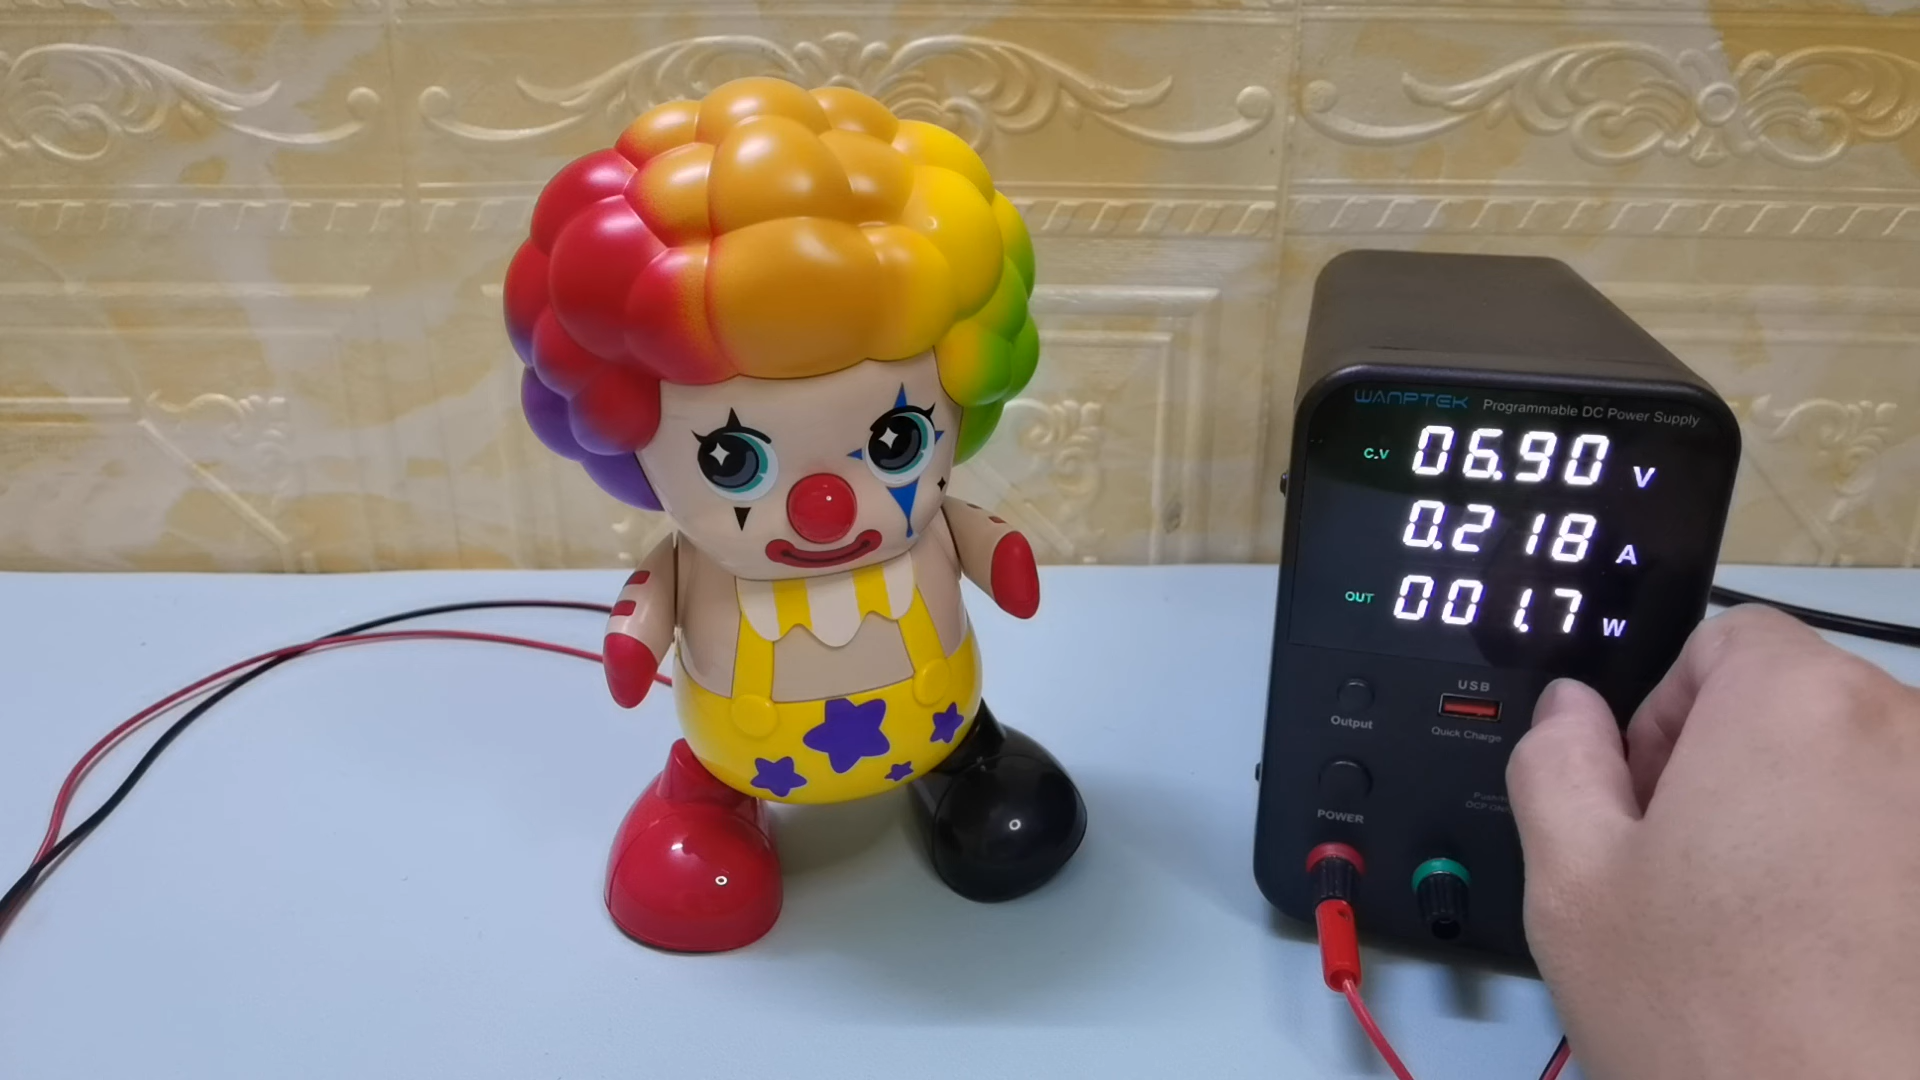 WANPTEK Programmable DC Power Supply
C.V 06.90 V
0.218 A
OUT 001.7 W
USB
Output
Quick Charge
POWER